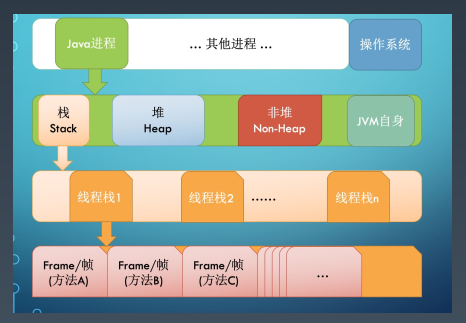 Java进程
... 其他进程 ...
操作系统
栈
Stack
堆
Heap
非堆
Non-Heap
JVM自身
线程栈1
线程栈2
......
线程栈n
Frame/帧
(方法A)
Frame/帧
(方法B)
Frame/帧
(方法C)
...